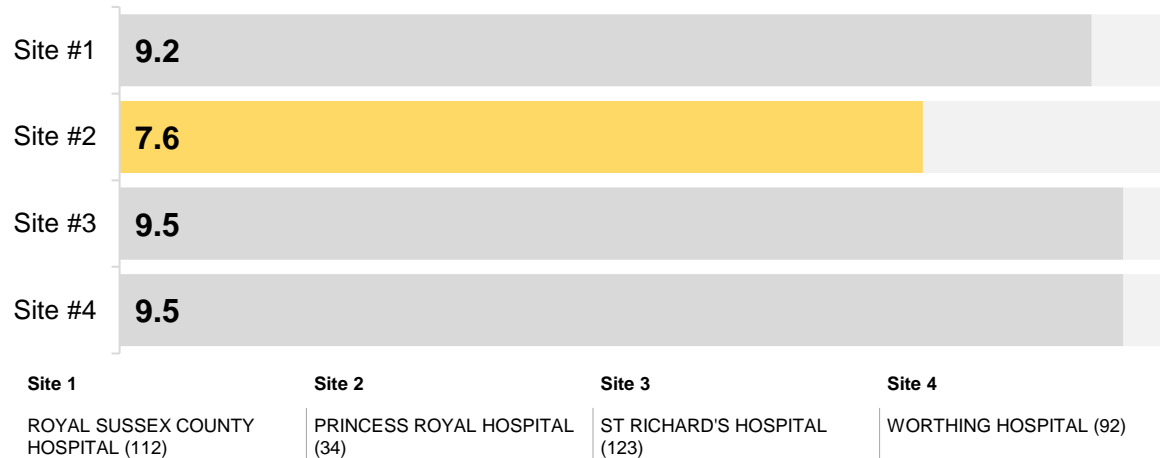 Site #1 9.2
Site #2 7.6
Site #3 9.5
Site #4 9.5
Site 1
ROYAL SUSSEX COUNTY
HOSPITAL (112)
Site 2
PRINCESS ROYAL HOSPITAL
(34)
Site 3
ST RICHARD'S HOSPITAL
(123)
Site 4
WORTHING HOSPITAL (92)